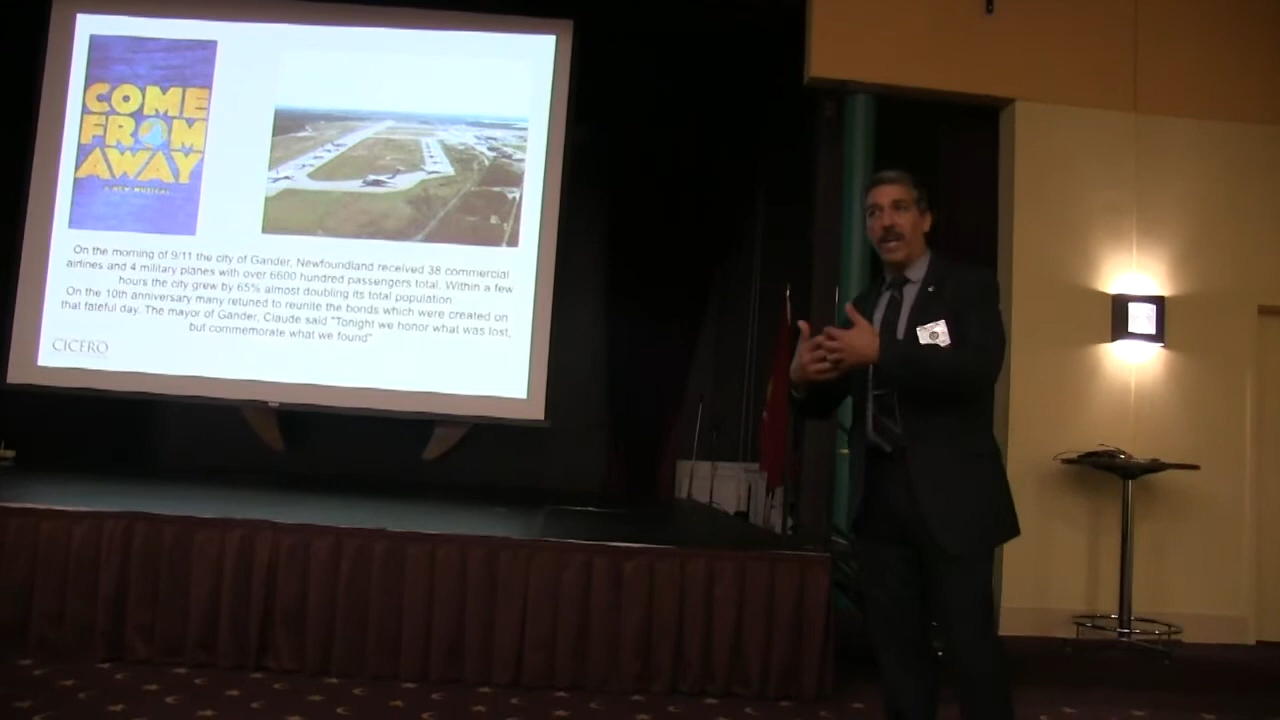 COME
FROM
AWAY
A NEW MUSICAL
On the morning of 9/11 the city of Gander, Newfoundland received 38 commercial
airlines and 4 military planes with over 6600 hundred passengers total. Within a few
hours the city grew by 65% almost doubling its total population.
On the 10th anniversary many retuned to reunite the bonds which were created on
that fateful day. The mayor of Gander, Claude said "Tonight we honor what was lost,
but commemorate what we found"
CICERO